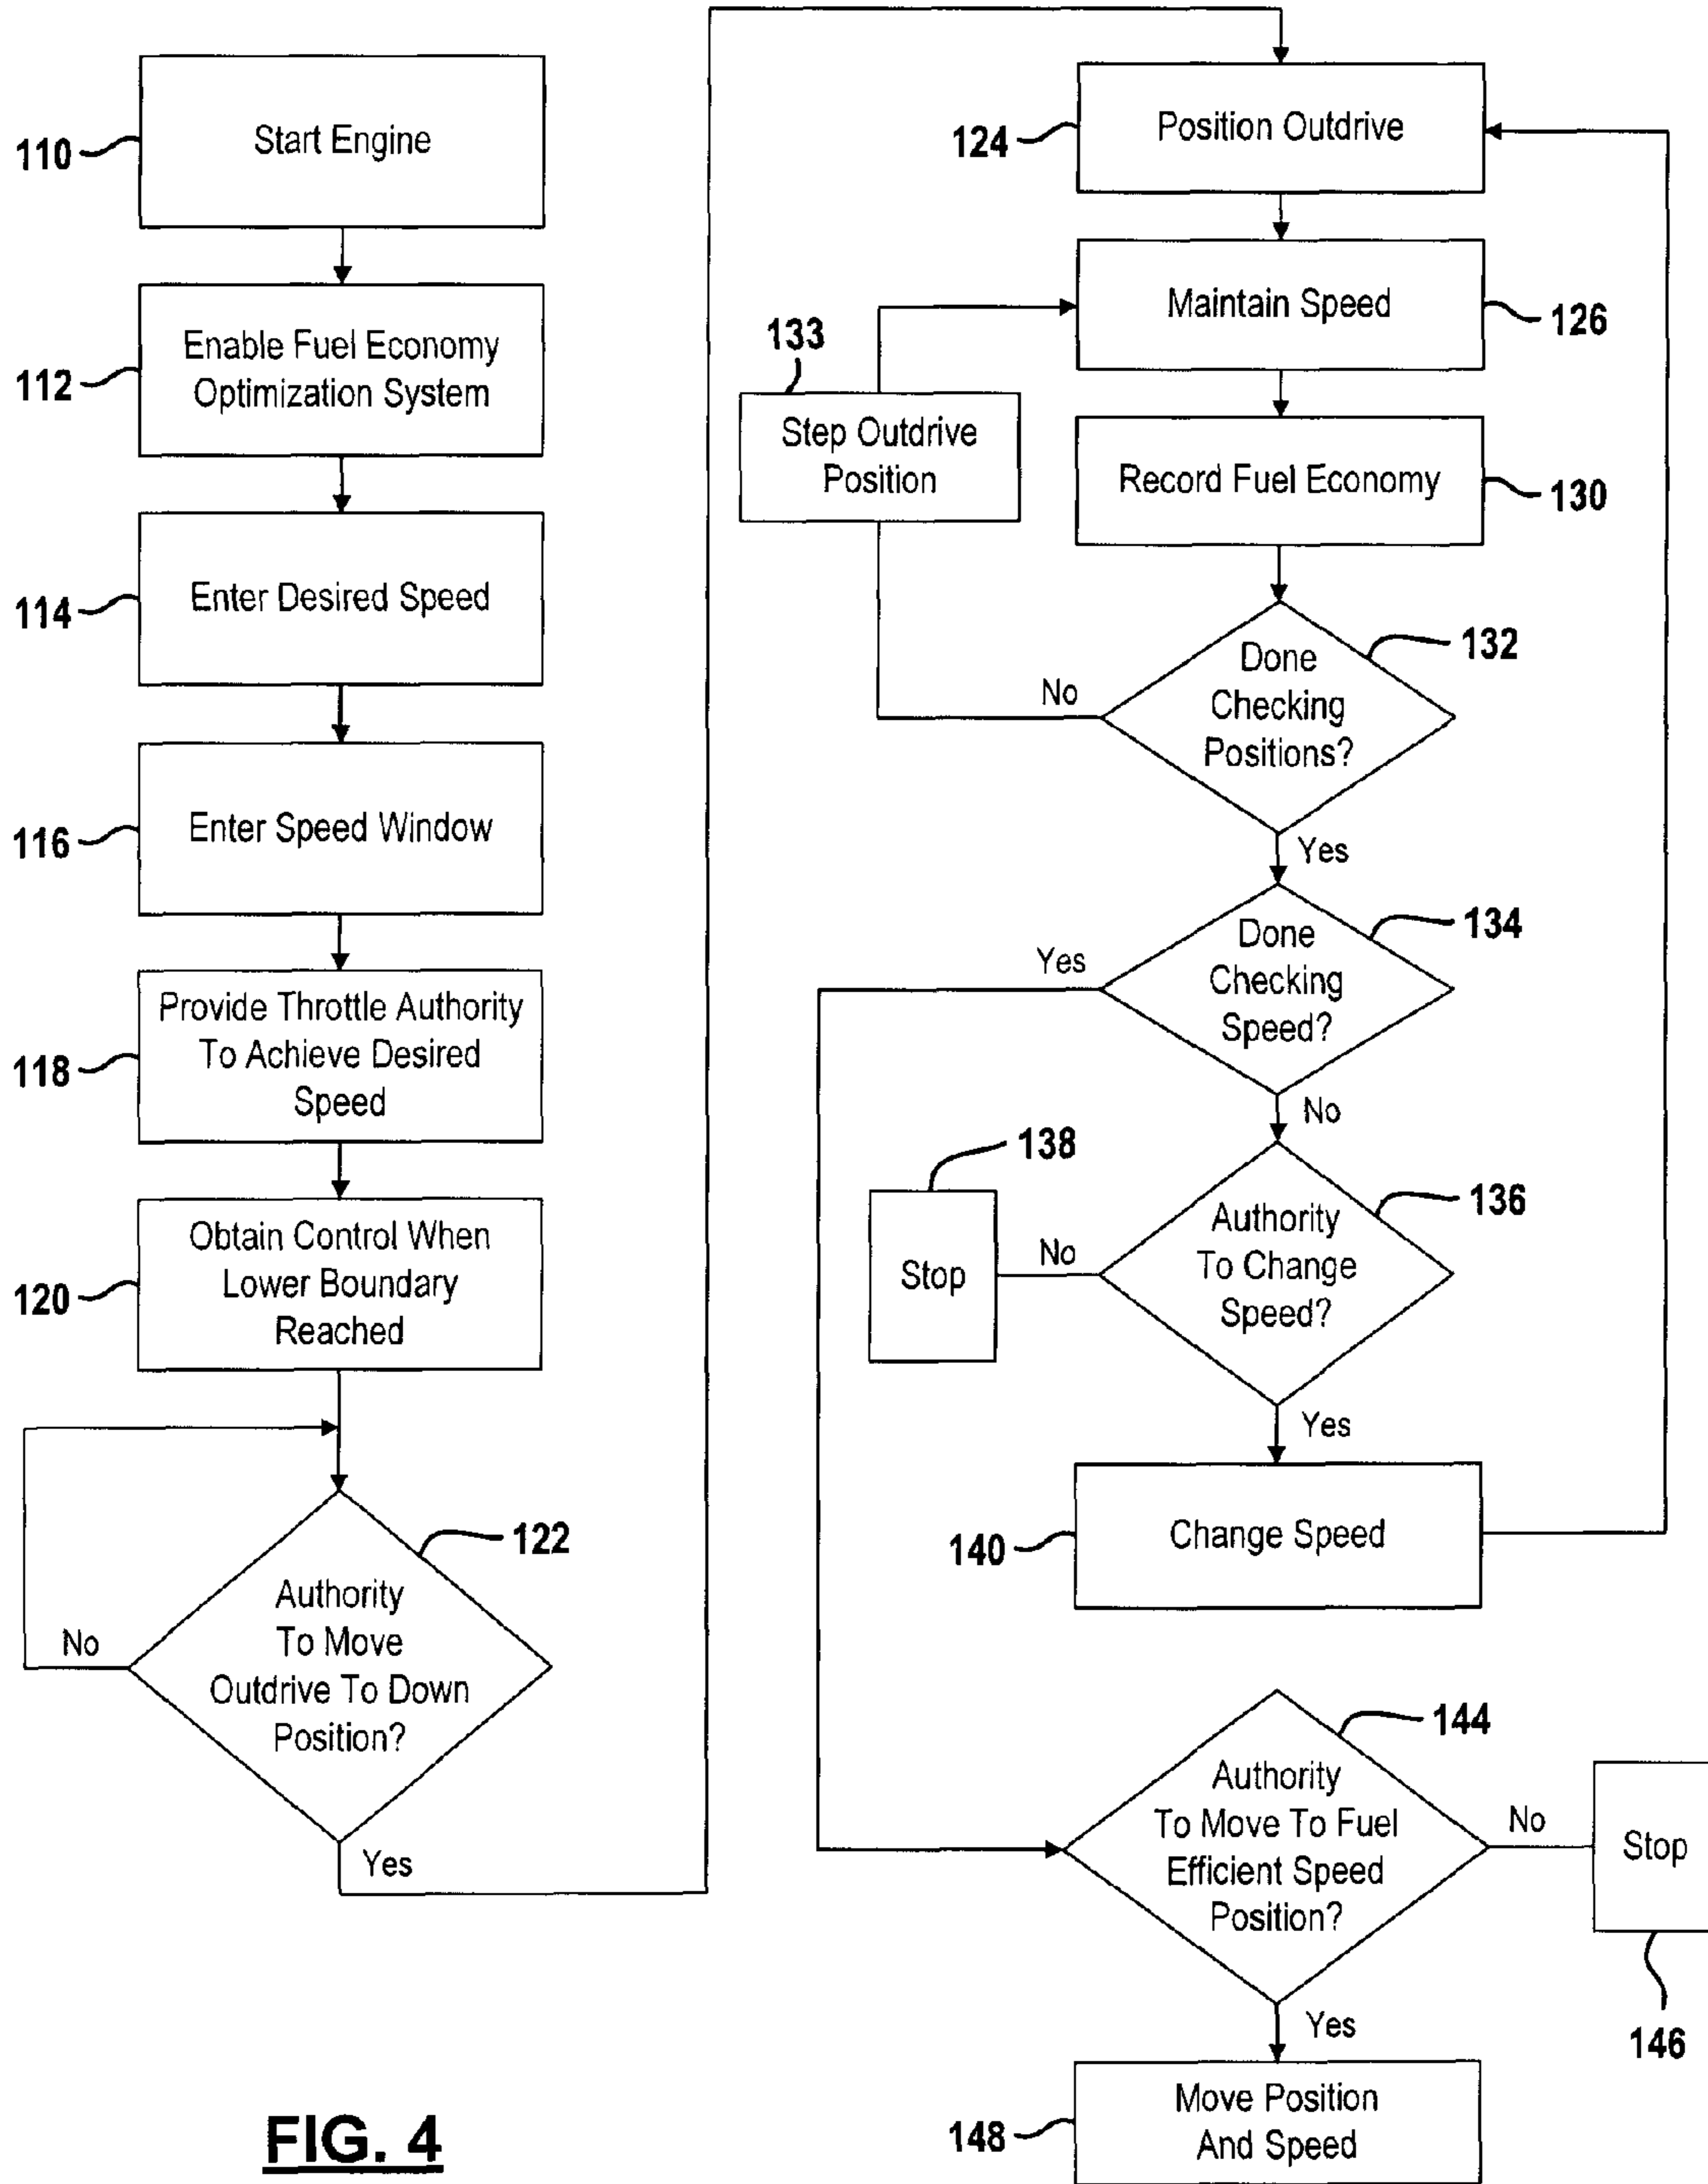 110
Start Engine
112
Enable Fuel Economy
Optimization System
114
Enter Desired Speed
116
Enter Speed Window
118
Provide Throttle Authority
To Achieve Desired
Speed
120
Obtain Control When
Lower Boundary
Reached
122
Authority
To Move
Outdrive To Down
Position?
No
Yes
124
Position Outdrive
Maintain Speed
126
133
Step Outdrive
Position
Record Fuel Economy
130
132
Done
Checking
Positions?
No
Yes
134
Done
Checking
Speed?
Yes
No
138
Stop
No
136
Authority
To Change
Speed?
Yes
140
Change Speed
144
Authority
To Move To Fuel
Efficient Speed
Position?
No
Stop
146
Yes
148
Move Position
And Speed
FIG. 4